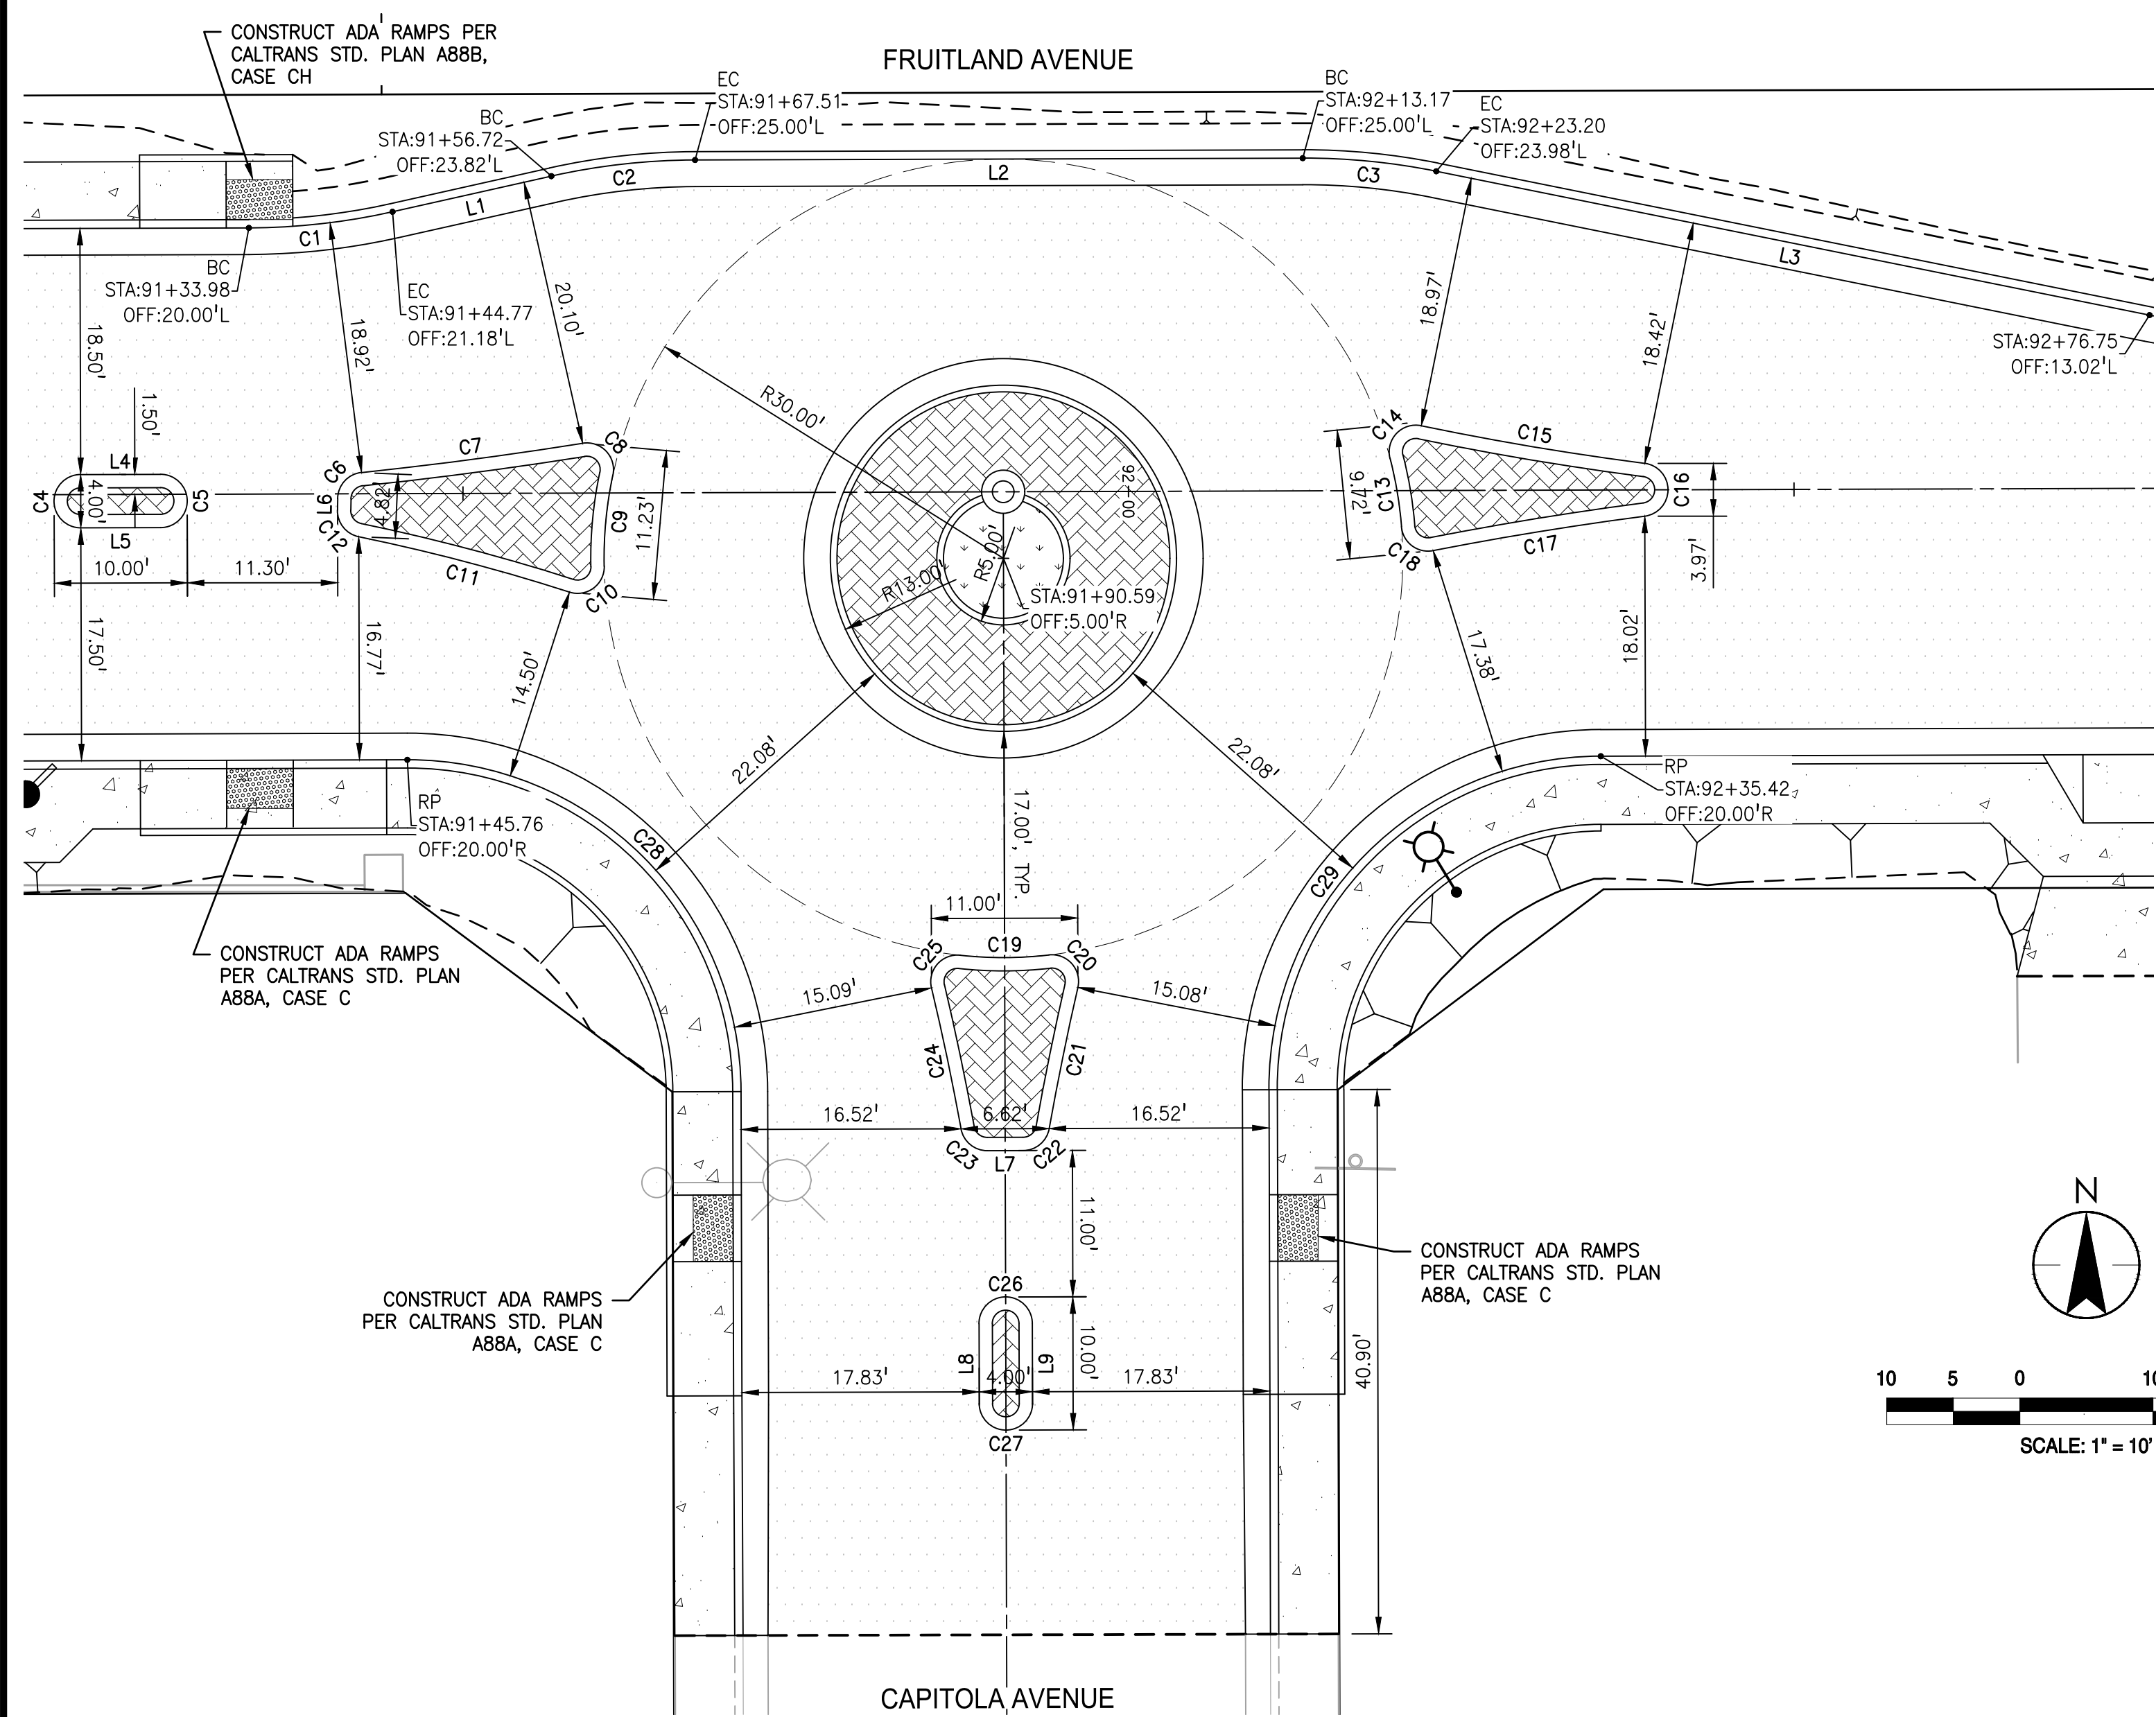 CONSTRUCT ADA RAMPS PER
CALTRANS STD. PLAN A88B,
CASE CH
FRUITLAND AVENUE
BC
STA:91+56.72
OFF:23.82'L
EC
STA:91+67.51
OFF:25.00'L
BC
STA:92+13.17
OFF:25.00'L
EC
STA:92+23.20
OFF:23.98'L
C1
L1
C2
L2
C3
L3
BC
STA:91+33.98
OFF:20.00'L
EC
STA:91+44.77
OFF:21.18'L
STA:92+76.75
OFF:13.02'L
18.50'
18.92'
20.10'
18.97'
18.42'
1.50'
R30.00'
L4
C4
4.00'
C5
L5
10.00'
11.30'
C6
L6
C12
4.82'
C7
C8
C9
C10
C11
11.23'
92+00
R5.00'
R13.00'
STA:91+90.59
OFF:5.00'R
C14
C15
C13
9.72'
C16
C17
C18
3.97'
17.50'
16.77'
14.50'
22.08'
22.08'
17.38'
18.02'
17.00', TYP.
RP
STA:91+45.76
OFF:20.00'R
RP
STA:92+35.42
OFF:20.00'R
C28
C29
11.00'
C25
C19
C20
15.09'
15.08'
C24
C21
CONSTRUCT ADA RAMPS
PER CALTRANS STD. PLAN
A88A, CASE C
16.52'
6.62'
16.52'
C23
L7
C22
11.00'
C26
L8
4.00'
L9
10.00'
17.83'
17.83'
C27
40.90'
CONSTRUCT ADA RAMPS
PER CALTRANS STD. PLAN
A88A, CASE C
CONSTRUCT ADA RAMPS
PER CALTRANS STD. PLAN
A88A, CASE C
N
10 5 0
SCALE: 1" = 10'
CAPITOLA AVENUE